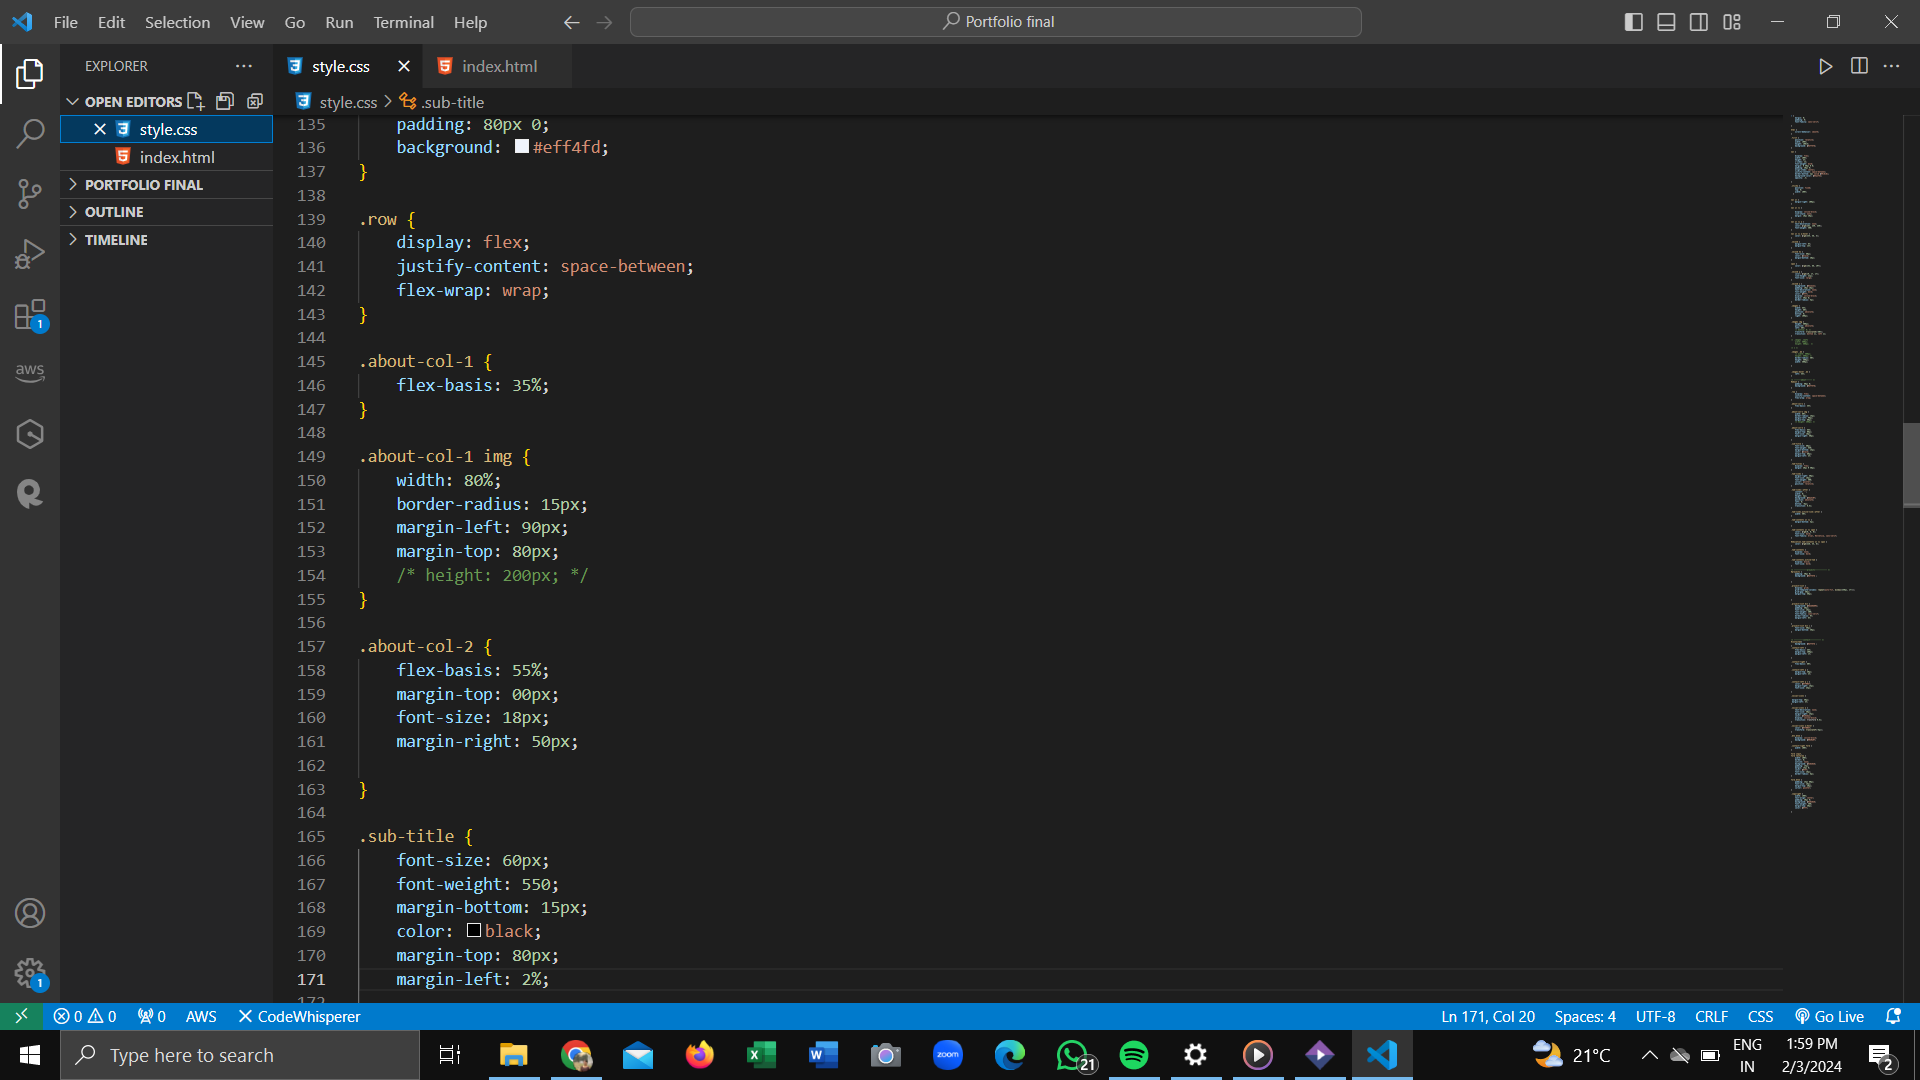 File Edit Selection View Go Run Terminal Help
Portfolio final
EXPLORER
OPEN EDITORS
style.css
index.html
PORTFOLIO FINAL
OUTLINE
TIMELINE
1
aws
1
style.css index.html
style.css > .sub-title
135 padding: 80px 0;
136 background: #eff4fd;
137 }
138
139 .row {
140 display: flex;
141 justify-content: space-between;
142 flex-wrap: wrap;
143 }
144
145 .about-col-1 {
146 flex-basis: 35%;
147 }
148
149 .about-col-1 img {
150 width: 80%;
151 border-radius: 15px;
152 margin-left: 90px;
153 margin-top: 80px;
154 /* height: 200px; */
155 }
156
157 .about-col-2 {
158 flex-basis: 55%;
159 margin-top: 00px;
160 font-size: 18px;
161 margin-right: 50px;
162
163 }
164
165 .sub-title {
166 font-size: 60px;
167 font-weight: 550;
168 margin-bottom: 15px;
169 color: black;
170 margin-top: 80px;
171 margin-left: 2%;
172
0 0 0 AWS CodeWhisperer Ln 171, Col 20 Spaces: 4 UTF-8 CRLF CSS Go Live
Type here to search
zoom
21
21°C
ENG
IN
1:59 PM
2/3/2024
2